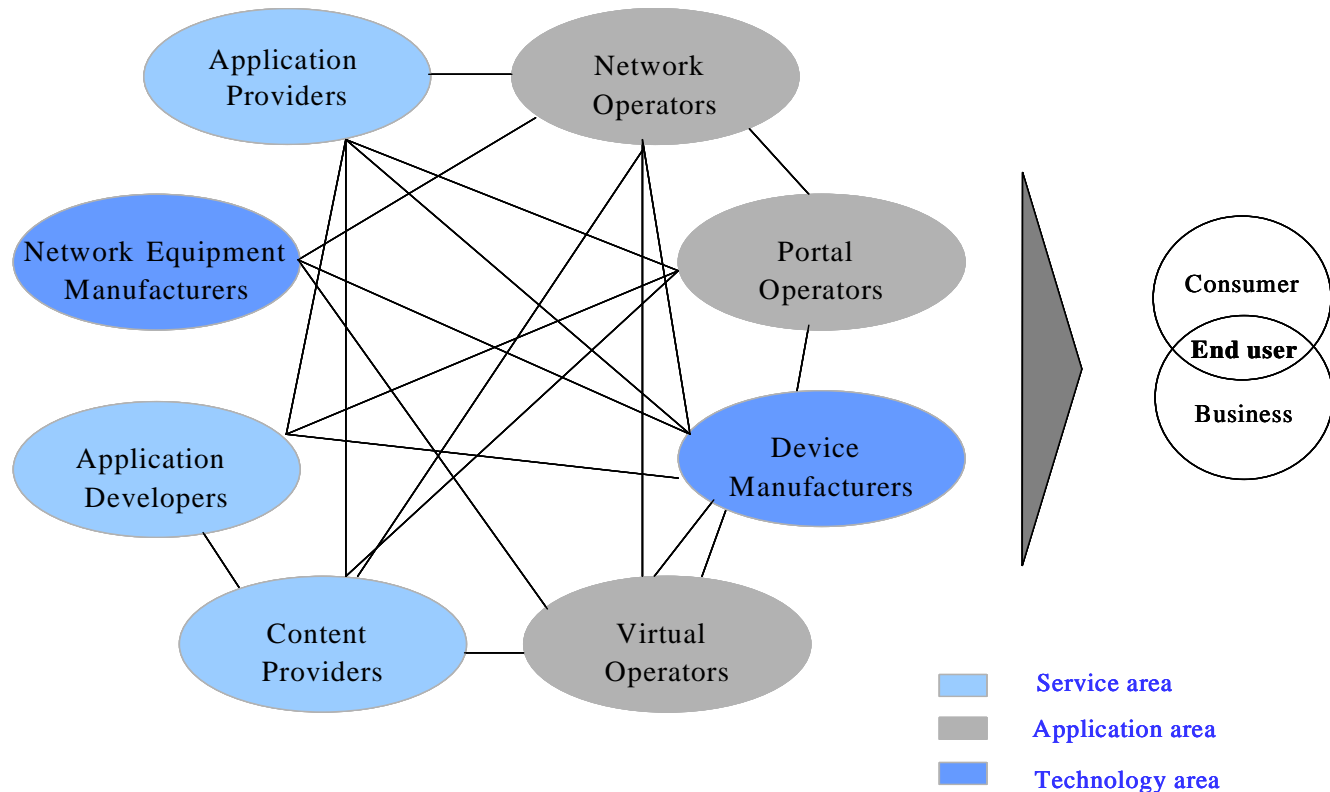 Application
Providers
Network
Operators
Network Equipment
Manufacturers
Portal
Operators
Application
Developers
Device
Manufacturers
Content
Providers
Virtual
Operators
Consumer
End user
Business
Service area
Application area
Technology area